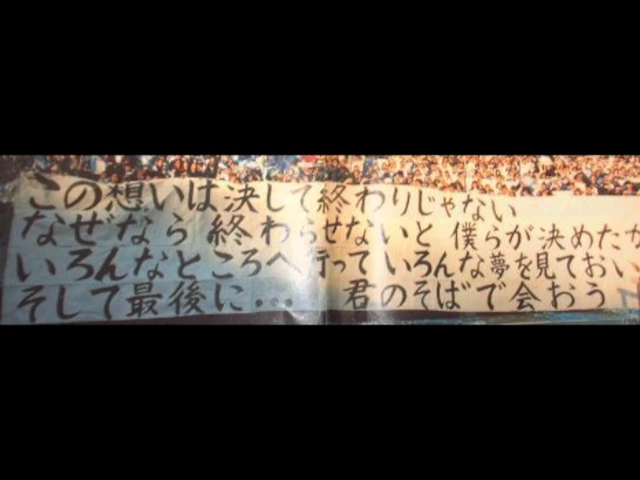 この想いは決して終わりじゃない
なぜなら終わらせないと僕らが決めたか
いろんなところへ行っていろんな夢を見ておい
そして最後に… 君のそばで会おう